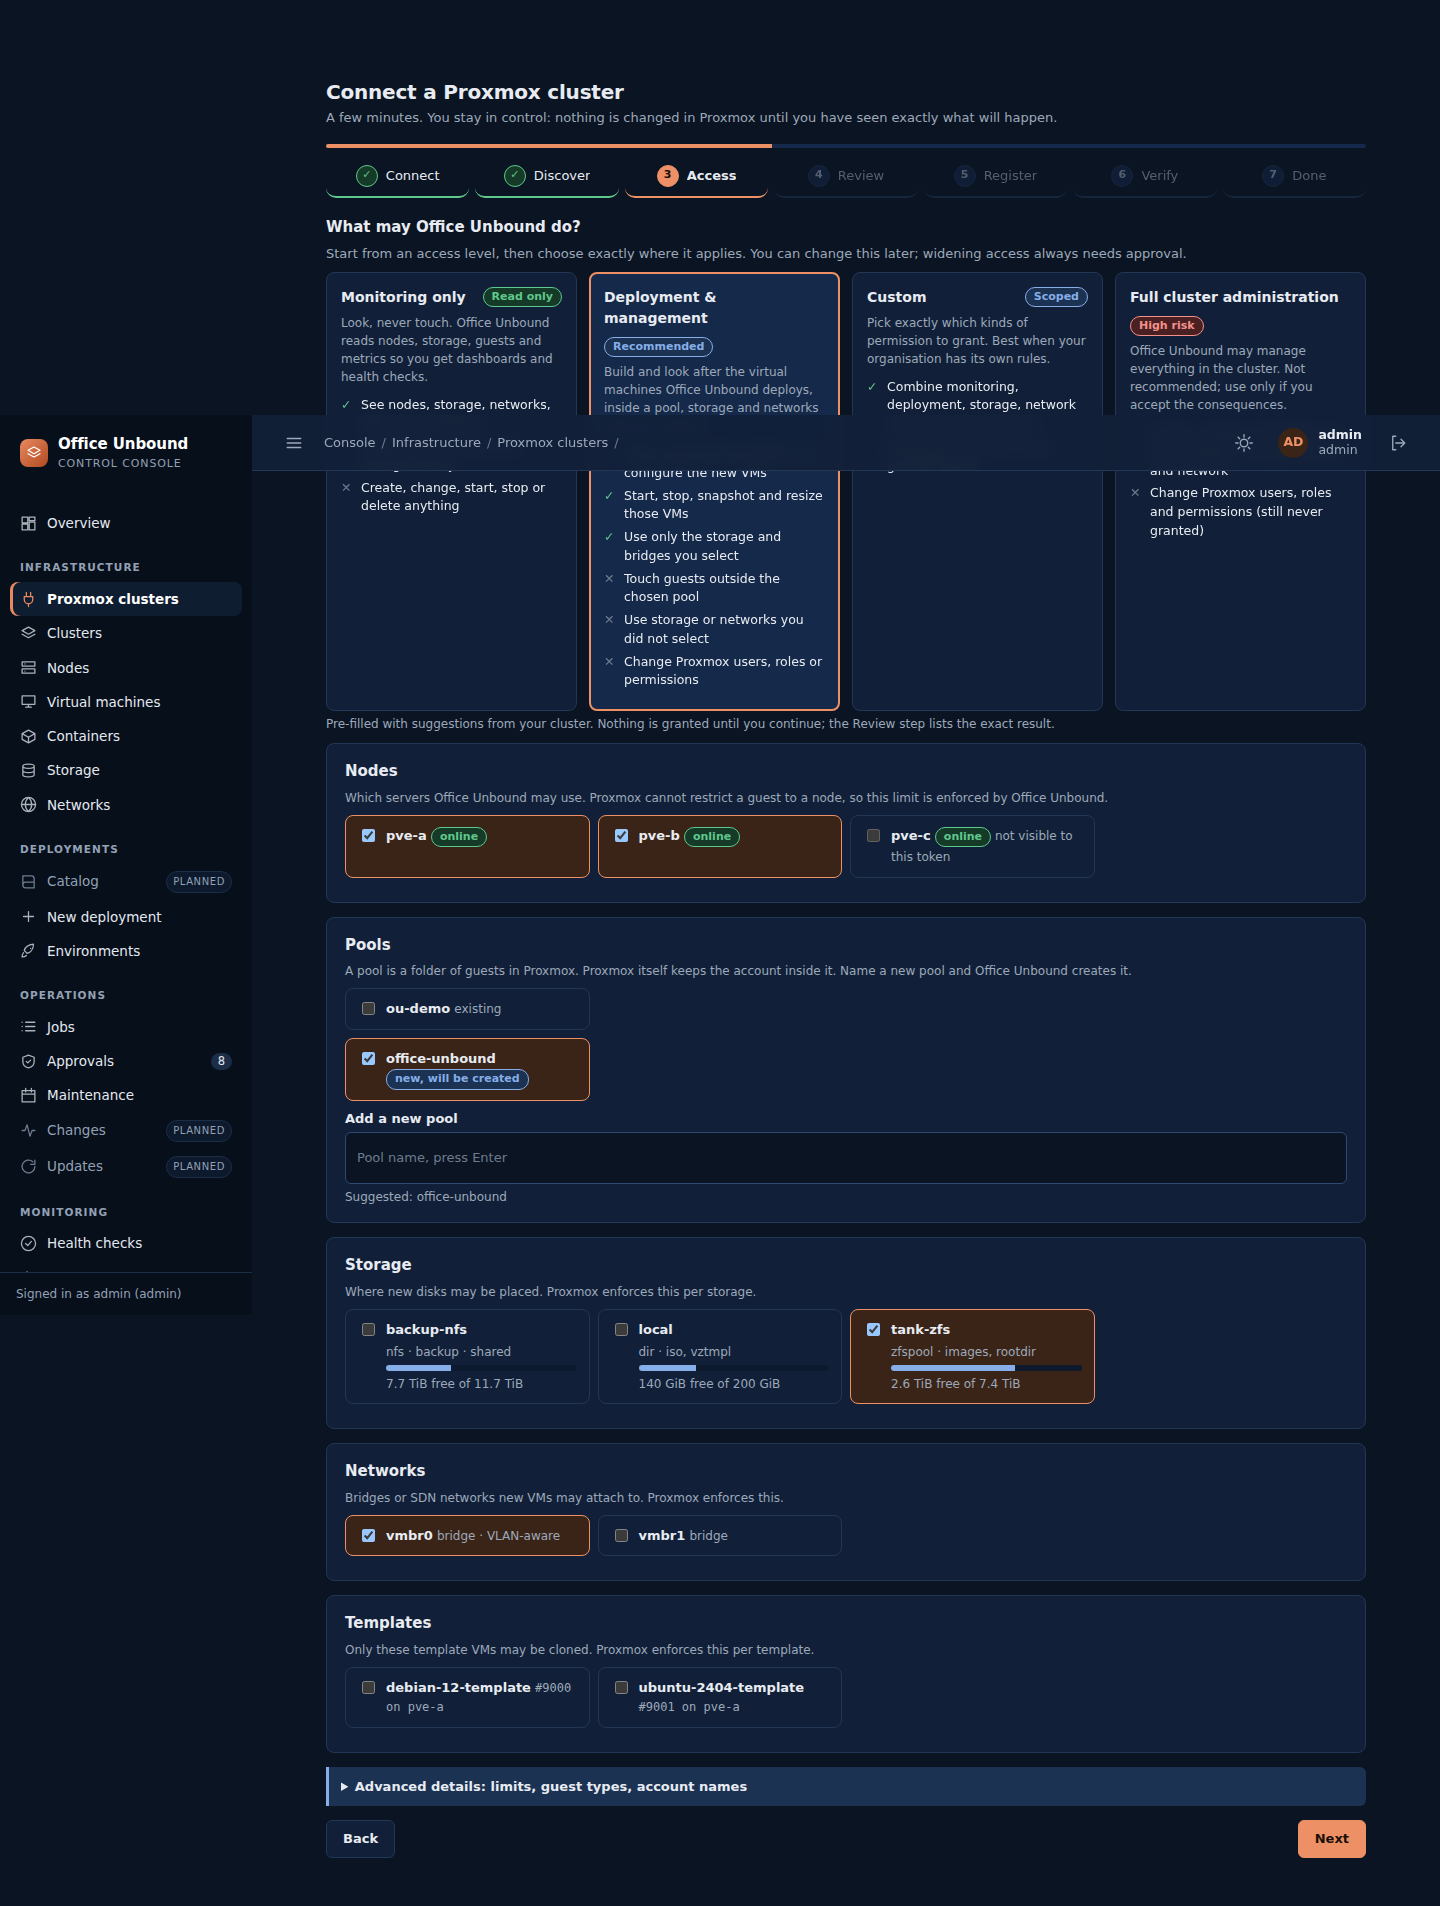 Connect a Proxmox cluster
A few minutes. You stay in control: nothing is changed in Proxmox until you have seen exactly what will happen.
✓ Connect
✓ Discover
3 Access
4 Review
5 Register
6 Verify
7 Done
What may Office Unbound do?
Start from an access level, then choose exactly where it applies. You can change this later; widening access always needs approval.
Monitoring only Read only
Look, never touch. Office Unbound
reads nodes, storage, guests and
metrics so you get dashboards and
health checks.
✓ See nodes, storage, networks,
✕ Create, change, start, stop or
delete anything
Deployment &
management
Recommended
Build and look after the virtual
machines Office Unbound deploys,
inside a pool, storage and networks
configure the new VMs
✓ Start, stop, snapshot and resize
those VMs
✓ Use only the storage and
bridges you select
✕ Touch guests outside the
chosen pool
✕ Use storage or networks you
did not select
✕ Change Proxmox users, roles or
permissions
Custom Scoped
Pick exactly which kinds of
permission to grant. Best when your
organisation has its own rules.
✓ Combine monitoring,
deployment, storage, network
Full cluster administration
High risk
Office Unbound may manage
everything in the cluster. Not
recommended; use only if you
accept the consequences.
and network
✕ Change Proxmox users, roles
and permissions (still never
granted)
Office Unbound
CONTROL CONSOLE
Console / Infrastructure / Proxmox clusters /
AD
admin
admin
Overview
INFRASTRUCTURE
Proxmox clusters
Clusters
Nodes
Virtual machines
Containers
Storage
Networks
DEPLOYMENTS
Catalog PLANNED
New deployment
Environments
OPERATIONS
Jobs
Approvals 8
Maintenance
Changes PLANNED
Updates PLANNED
MONITORING
Health checks
Signed in as admin (admin)
Pre-filled with suggestions from your cluster. Nothing is granted until you continue; the Review step lists the exact result.
Nodes
Which servers Office Unbound may use. Proxmox cannot restrict a guest to a node, so this limit is enforced by Office Unbound.
pve-a online
pve-b online
pve-c online not visible to
this token
Pools
A pool is a folder of guests in Proxmox. Proxmox itself keeps the account inside it. Name a new pool and Office Unbound creates it.
ou-demo existing
office-unbound
new, will be created
Add a new pool
Pool name, press Enter
Suggested: office-unbound
Storage
Where new disks may be placed. Proxmox enforces this per storage.
backup-nfs
nfs · backup · shared
7.7 TiB free of 11.7 TiB
local
dir · iso, vztmpl
140 GiB free of 200 GiB
tank-zfs
zfspool · images, rootdir
2.6 TiB free of 7.4 TiB
Networks
Bridges or SDN networks new VMs may attach to. Proxmox enforces this.
vmbr0 bridge · VLAN-aware
vmbr1 bridge
Templates
Only these template VMs may be cloned. Proxmox enforces this per template.
debian-12-template #9000
on pve-a
ubuntu-2404-template
#9001 on pve-a
Advanced details: limits, guest types, account names
Back
Next